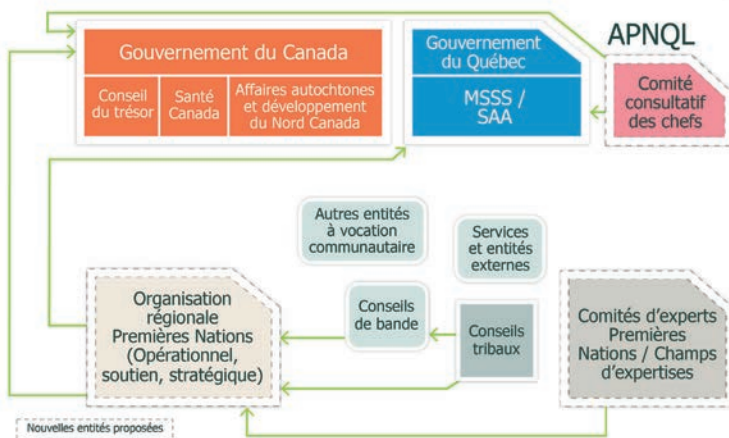 Gouvernement du Canada
Conseil
du trésor
Santé
Canada
Affaires autochtones
et développement
du Nord Canada
Gouvernement
du Québec
MSSS /
SAA
APNQL
Comité
consultatif
des chefs
Autres entités
à vocation
communautaire
Services
et entités
externes
Organisation
régionale
Premières Nations
(Opérationnel,
soutien, stratégique)
Conseils
de bande
Conseils
tribaux
Comités d'experts
Premières
Nations / Champs
d'expertises
Nouvelles entités proposées